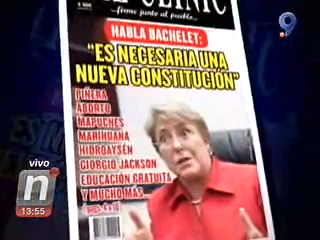 ...firme junto al pueblo...
HABLA BACHELET:
"ES NECESARIA UNA
NUEVA CONSTITUCIÓN"
PIÑERA
ABORTO
MAPUCHES
MARIHUANA
HIDROAYSÉN
GIORGIO JACKSON
EDUCACIÓN GRATUITA
Y MUCHO MÁS...
vivo
n
13:55
9